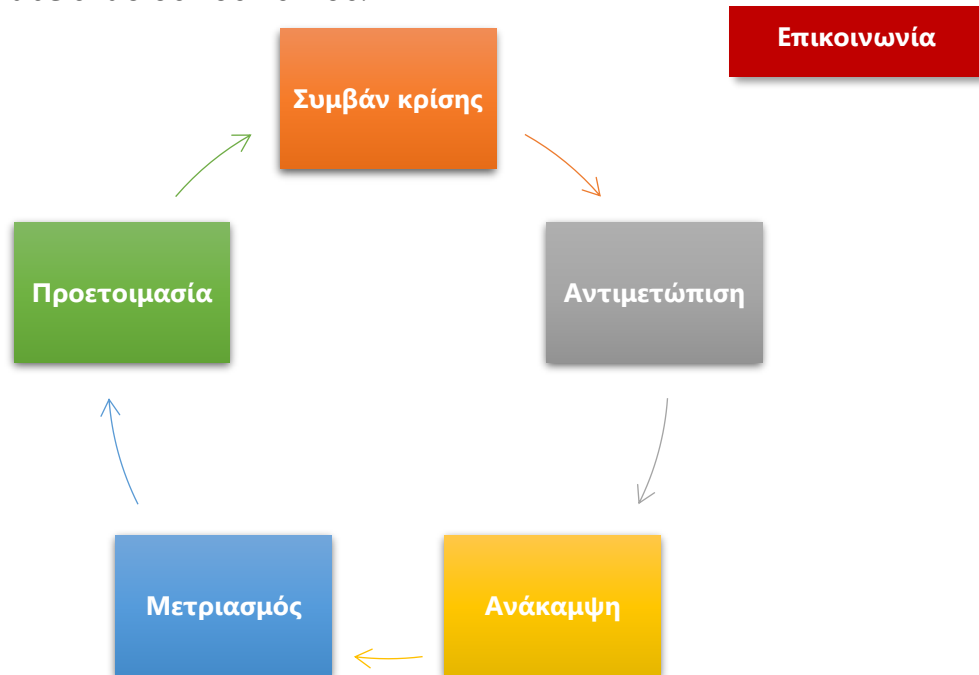 Επικοινωνία
Συμβάν κρίσης
Προετοιμασία
Αντιμετώπιση
Μετριασμός
Ανάκαμψη